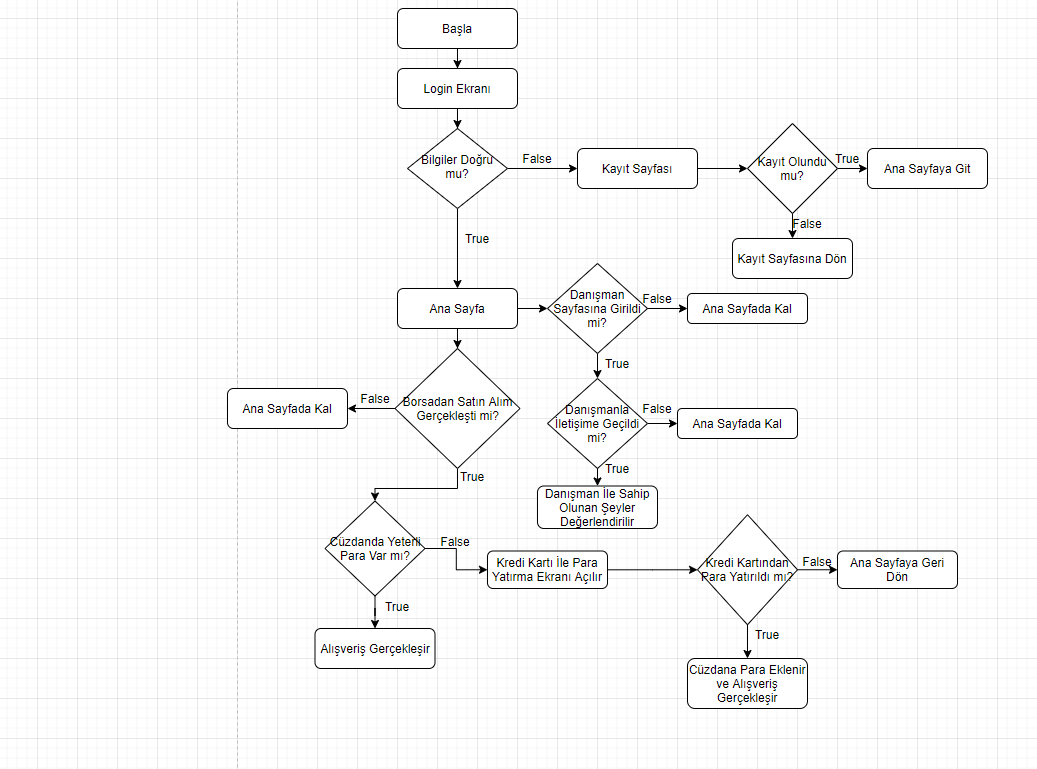 Başla
Login Ekranı
Bilgiler Doğru
mu?
False
Kayıt Sayfası
Kayıt Olundu
mu?
True
Ana Sayfaya Git
False
Kayıt Sayfasına Dön
True
Ana Sayfa
Danışman
Sayfasına Girildi
mi?
False
Ana Sayfada Kal
True
Ana Sayfada Kal
False
Borsadan Satın Alım
Gerçekleşti mi?
Danışmanla
İletişime Geçildi
mi?
False
Ana Sayfada Kal
True
True
Danışman İle Sahip
Olunan Şeyler
Değerlendirilir
Cüzdanda Yeterli
Para Var mı?
False
Kredi Kartı İle Para
Yatırma Ekranı Açılır
Kredi Kartından
Para Yatırıldı mı?
False
Ana Sayfaya Geri
Dön
True
Alışveriş Gerçekleşir
True
Cüzdana Para Eklenir
ve Alışveriş
Gerçekleşir